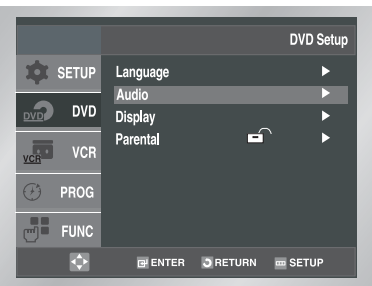 DVD Setup
SETUP
Language
Audio
DVD
DVD
Display
Parental
VCR
VCR
PROG
FUNC
ENTER RETURN SETUP